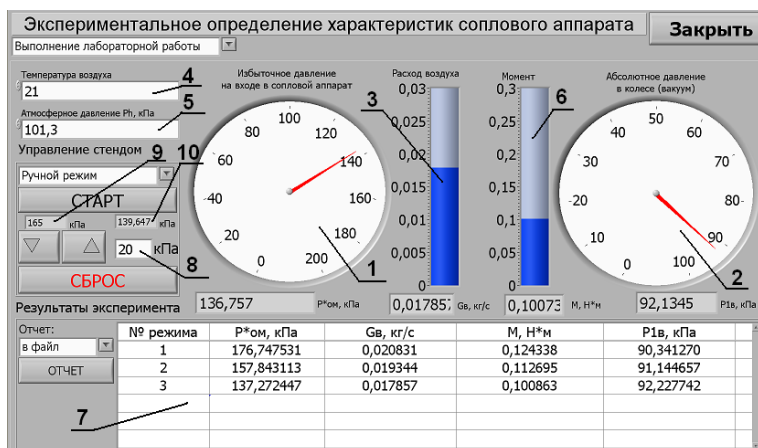 Экспериментальное определение характеристик соплового аппарата
Закрыть
Выполнение лабораторной работы
Температура воздуха
4
21
Атмосферное давление Ph, кПа
5
101,3
Управление стендом
9
10
Ручной режим
СТАРТ
165 кПа 139,647 кПа
20 кПа
8
СБРОС
Избыточное давление
на входе в сопловой аппарат
0 20 40 60 80 100 120 140 160 180 200
1
136,757 P*ом, кПа
Расход воздуха
3
0,03
0,025
0,02
0,015
0,01
0,005
0
0,01785 Gв, кг/с
Момент
6
0,3
0,25
0,2
0,15
0,1
0,05
0
0,10073 М, Н*м
Абсолютное давление
в колесе (вакуум)
0 10 20 30 40 50 60 70 80 90 100
2
92,1345 P1в, кПа
Результаты эксперимента
Отчет:
в файл
ОТЧЕТ
7
№ режима P*ом, кПа Gв, кг/с М, Н*м P1в, кПа
1 176,747531 0,020831 0,124338 90,341270
2 157,843113 0,019344 0,112695 91,144657
3 137,272447 0,017857 0,100863 92,227742